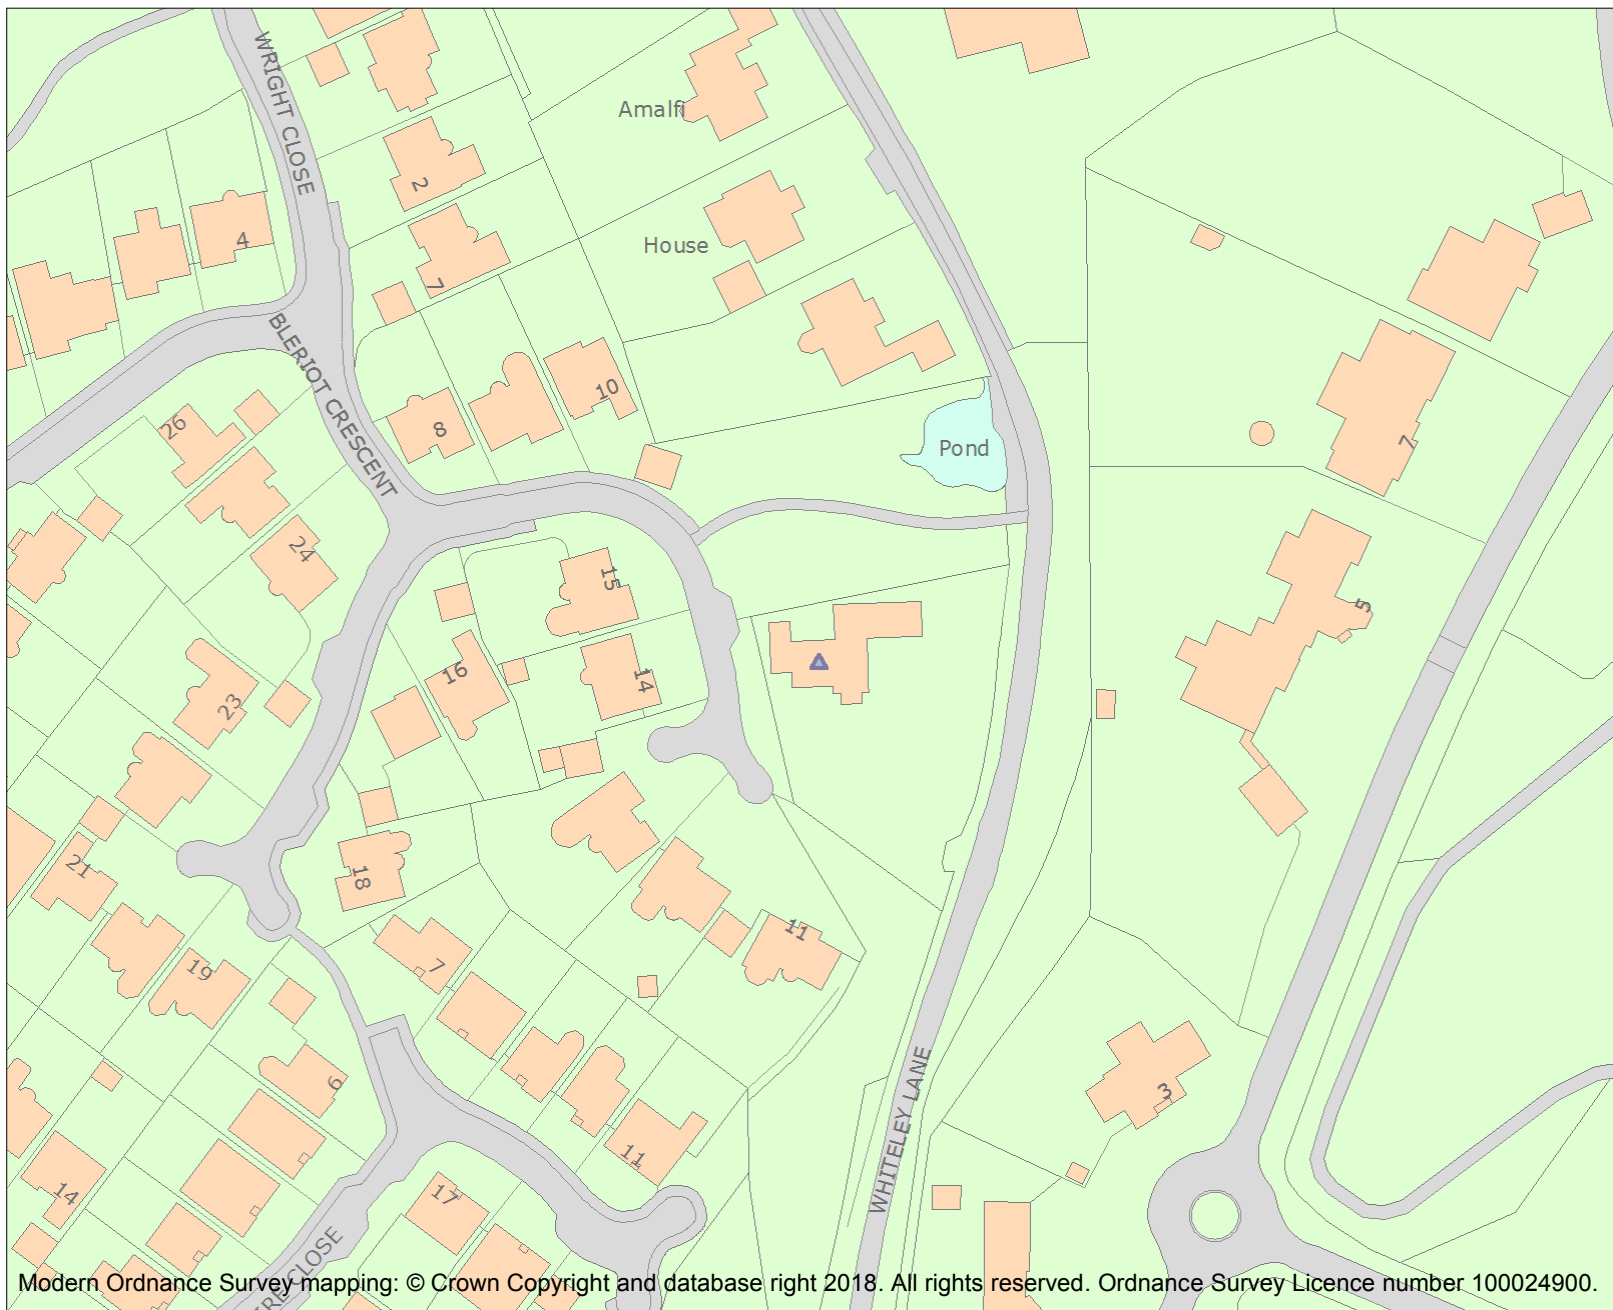 WRIGHT CLOSE
Amalfi
2
House
4
7
BLERIOT CRESCENT
10
8
26
Pond
7
24
15
5
16
14
23
21
18
11
7
19
6
3
11
WHITELEY LANE
14
17
CLOSE
Modern Ordnance Survey mapping: © Crown Copyright and database right 2018. All rights reserved. Ordnance Survey Licence number 100024900.